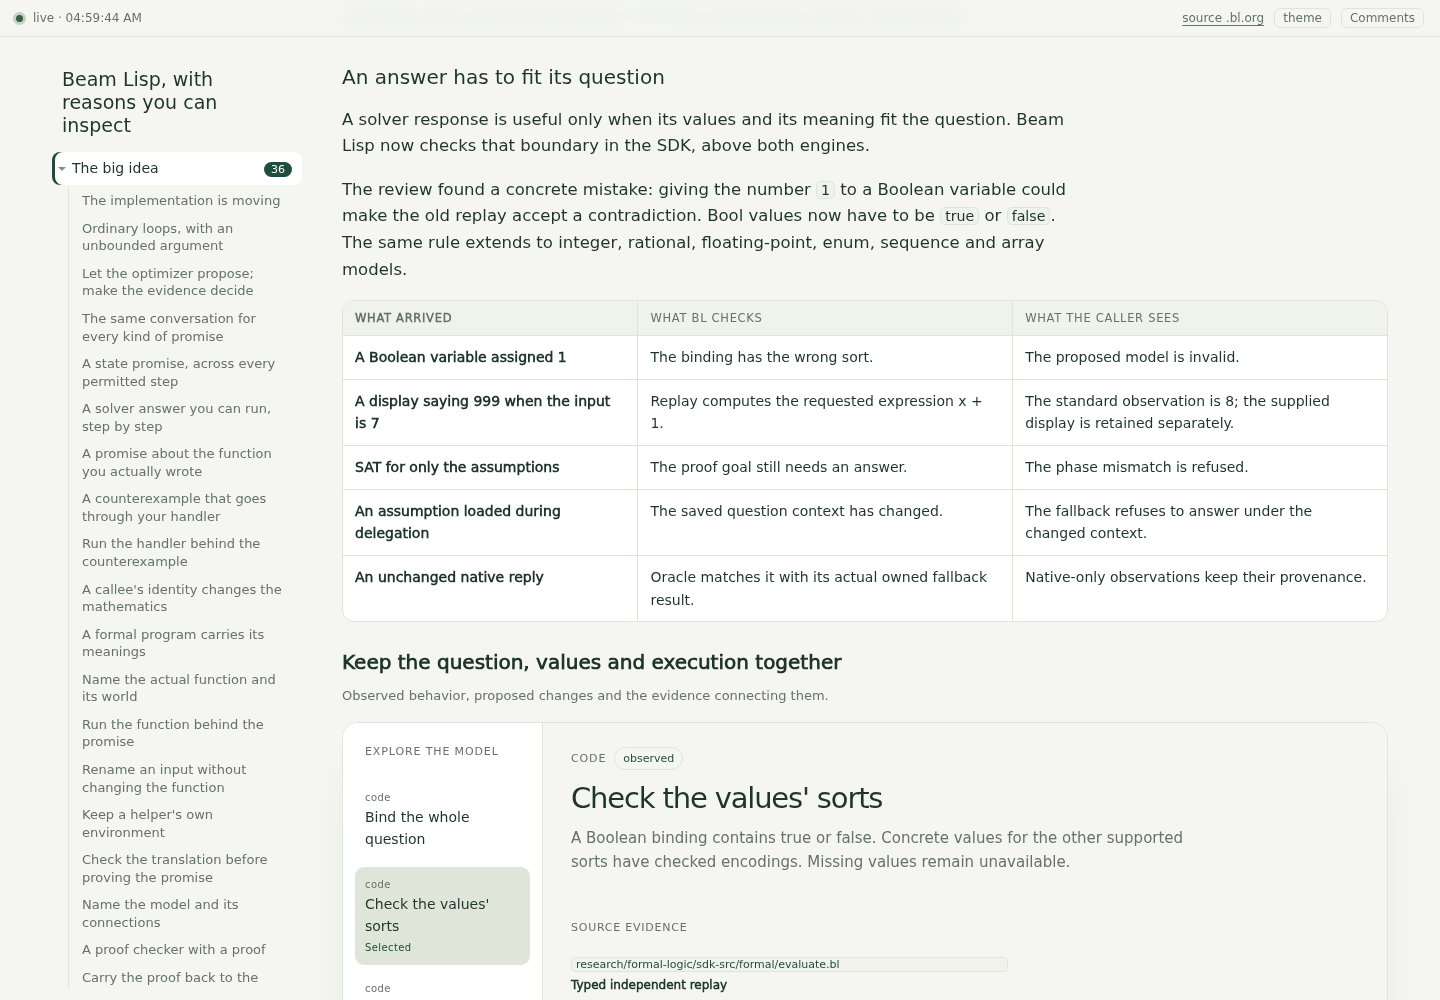 live · 04:59:44 AM
source .bl.org
theme
Comments
Beam Lisp, with
reasons you can
inspect
The big idea
36
The implementation is moving
Ordinary loops, with an
unbounded argument
Let the optimizer propose;
make the evidence decide
The same conversation for
every kind of promise
A state promise, across every
permitted step
A solver answer you can run,
step by step
A promise about the function
you actually wrote
A counterexample that goes
through your handler
Run the handler behind the
counterexample
A callee's identity changes the
mathematics
A formal program carries its
meanings
Name the actual function and
its world
Run the function behind the
promise
Rename an input without
changing the function
Keep a helper's own
environment
Check the translation before
proving the promise
Name the model and its
connections
A proof checker with a proof
Carry the proof back to the
An answer has to fit its question
A solver response is useful only when its values and its meaning fit the question. Beam
Lisp now checks that boundary in the SDK, above both engines.
The review found a concrete mistake: giving the number 1 to a Boolean variable could
make the old replay accept a contradiction. Bool values now have to be true or false.
The same rule extends to integer, rational, floating-point, enum, sequence and array
models.
WHAT ARRIVED
WHAT BL CHECKS
WHAT THE CALLER SEES
A Boolean variable assigned 1
The binding has the wrong sort.
The proposed model is invalid.
A display saying 999 when the input
is 7
Replay computes the requested expression x +
1.
The standard observation is 8; the supplied
display is retained separately.
SAT for only the assumptions
The proof goal still needs an answer.
The phase mismatch is refused.
An assumption loaded during
delegation
The saved question context has changed.
The fallback refuses to answer under the
changed context.
An unchanged native reply
Oracle matches it with its actual owned fallback
result.
Native-only observations keep their provenance.
Keep the question, values and execution together
Observed behavior, proposed changes and the evidence connecting them.
EXPLORE THE MODEL
code
Bind the whole
question
code
Check the values'
sorts
Selected
code
CODE
observed
Check the values' sorts
A Boolean binding contains true or false. Concrete values for the other supported
sorts have checked encodings. Missing values remain unavailable.
SOURCE EVIDENCE
research/formal-logic/sdk-src/formal/evaluate.bl
Typed independent replay